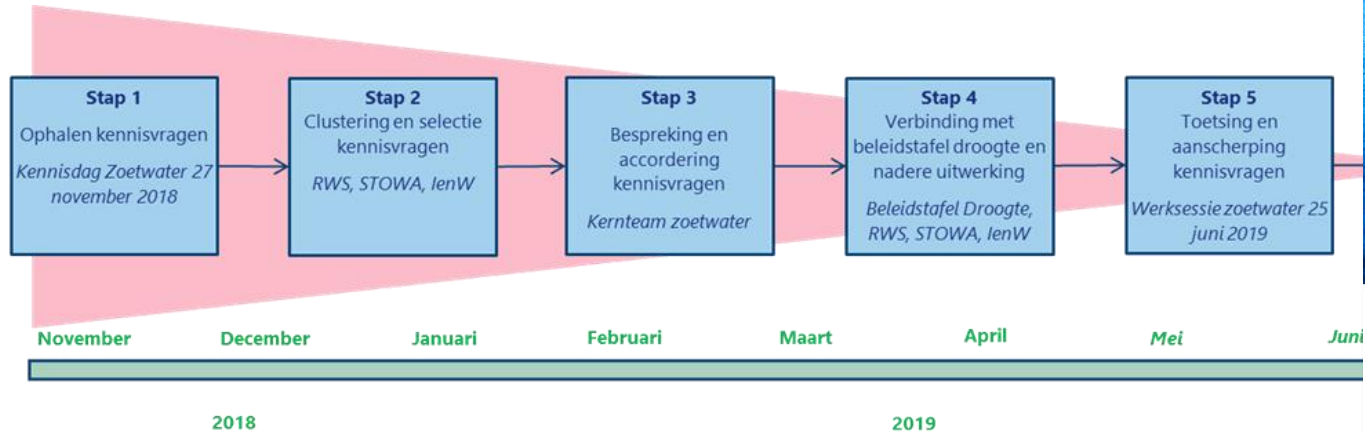 Stap 1
Ophalen kennisvragen
Kennisdag Zoetwater 27
november 2018
Stap 2
Clustering en selectie
kennisvragen
RWS, STOWA, IenW
Stap 3
Bespreking en
accordering
kennisvragen
Kernteam zoetwater
Stap 4
Verbinding met
beleidstafel droogte en
nadere uitwerking
Beleidstafel Droogte,
RWS, STOWA, IenW
Stap 5
Toetsing en
aanscherping
kennisvragen
Werksessie zoetwater 25
juni 2019
November December Januari Februari Maart April Mei Juni
2018 2019